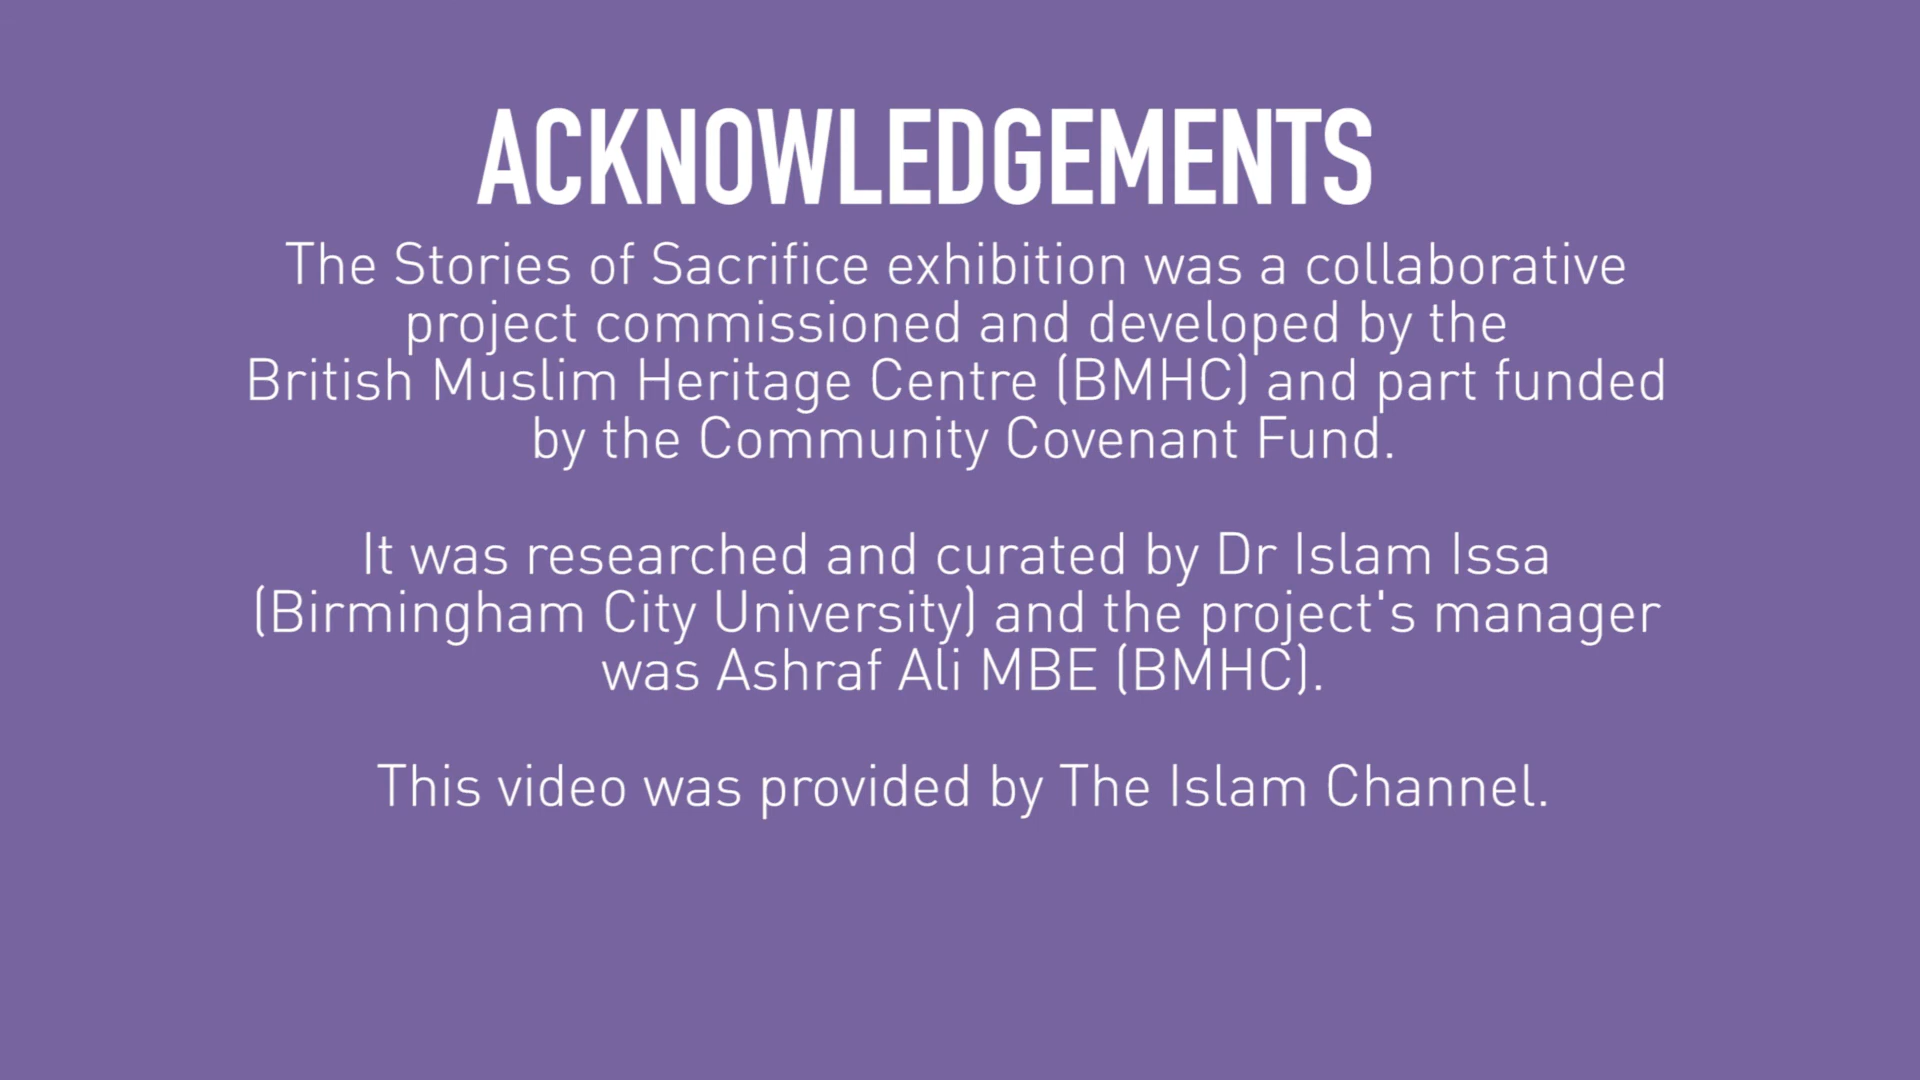 ACKNOWLEDGEMENTS
The Stories of Sacrifice exhibition was a collaborative
project commissioned and developed by the
British Muslim Heritage Centre (BMHC) and part funded
by the Community Covenant Fund.
It was researched and curated by Dr Islam Issa
(Birmingham City University) and the project's manager
was Ashraf Ali MBE (BMHC).
This video was provided by The Islam Channel.